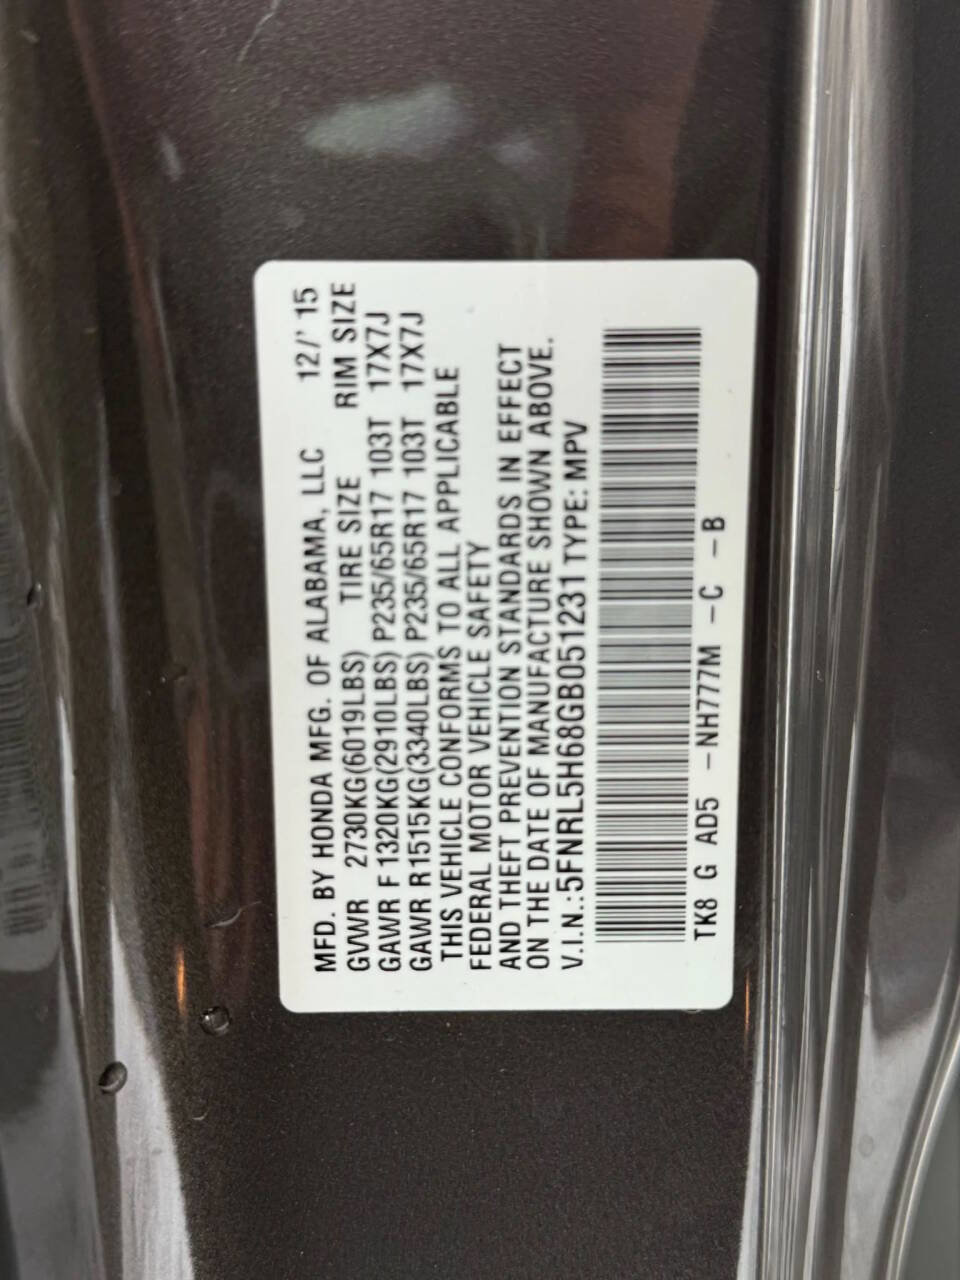 MFD. BY HONDA MFG. OF ALABAMA, LLC 12/' 15
GVWR 2730KG(6019LBS) TIRE SIZE RIM SIZE
GAWR F 1320KG(2910LBS) P235/65R17 103T 17X7J
GAWR R1515KG(3340LBS) P235/65R17 103T 17X7J
THIS VEHICLE CONFORMS TO ALL APPLICABLE
FEDERAL MOTOR VEHICLE SAFETY
AND THEFT PREVENTION STANDARDS IN EFFECT
ON THE DATE OF MANUFACTURE SHOWN ABOVE.
V.I.N.:5FNRL5H68GB051231 TYPE: MPV
TK8 G AD5 -NH777M -C -B